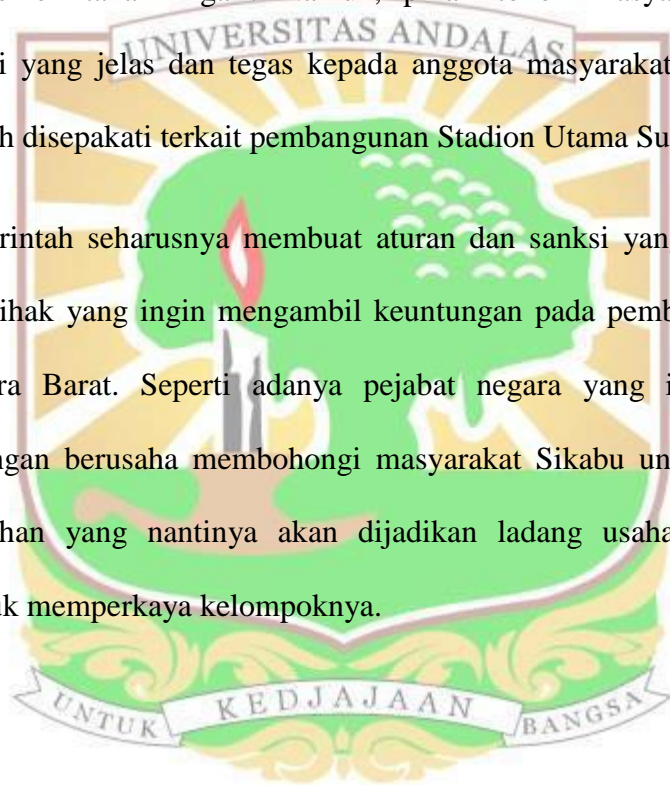 UNIVERSITAS ANDALAS
i yang jelas dan tegas kepada anggota masyarakat
h disepakati terkait pembangunan Stadion Utama Su
rintah seharusnya membuat aturan dan sanksi yan
ihak yang ingin mengambil keuntungan pada pemb
ra Barat. Seperti adanya pejabat negara yang i
ngan berusaha membohongi masyarakat Sikabu un
han yang nantinya akan dijadikan ladang usaha
uk memperkaya kelompoknya.
UNTUK KEDJAJAAN BANGSA